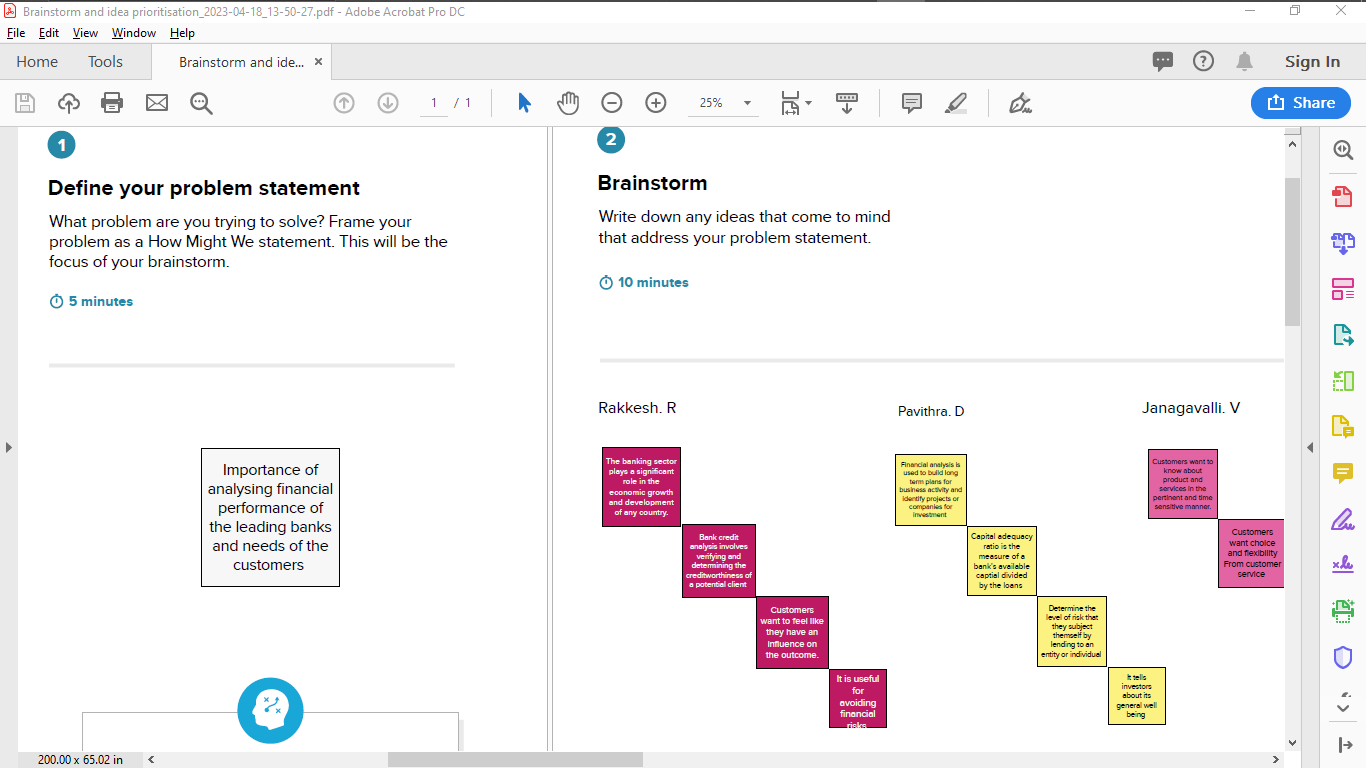 Brainstorm and idea prioritisation_2023-04-18_13-50-27.pdf - Adobe Acrobat Pro DC
File Edit View Window Help
Home Tools Brainstorm and ide... × Sign In
1 / 1 25% Share
1
Define your problem statement
What problem are you trying to solve? Frame your
problem as a How Might We statement. This will be the
focus of your brainstorm.
5 minutes
Importance of
analysing financial
performance of
the leading banks
and needs of the
customers
2
Brainstorm
Write down any ideas that come to mind
that address your problem statement.
10 minutes
Rakkesh. R
The banking sector
plays a significant
role in the
economic growth
and development
of any country.
Bank credit
analysis involves
verifying and
determining the
creditworthiness of
a potential client
Customers
want to feel like
they have an
influence on
the outcome.
It is useful
for
avoiding
financial
risks
Pavithra. D
Financial analysis is
used to build long
term plans for
business activity and
identify projects or
companies for
investment
Capital adequacy
ratio is the
measure of a
bank's available
captial divided
by the loans
Determine the
level of risk that
they subject
themself by
lending to an
entity or individual
It tells
investors
about its
general well
being
Janagavalli. V
Customers want to
know about
product and
services in the
pertinent and time
sensitive manner.
Customers
want choice
and flexibility
From customer
service
200.00 x 65.02 in